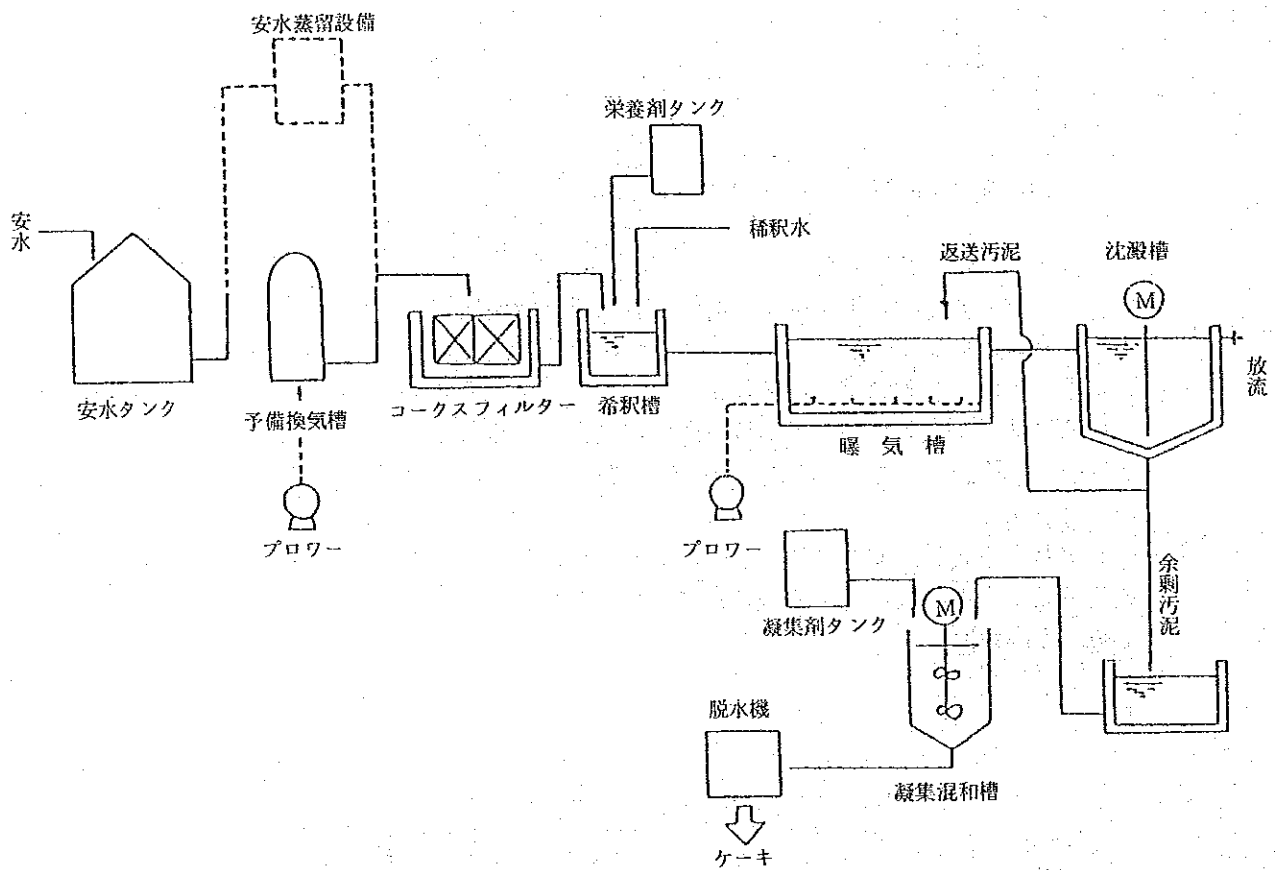 安水蒸留設備
栄養剤タンク
安水
稀釈水
返送汚泥
沈澱槽
M
安水タンク
予備換気槽
コークスフィルター
希釈槽
曝気槽
放流
ブロワー
ブロワー
余剰汚泥
凝集剤タンク
M
脱水機
凝集混和槽
ケーキ